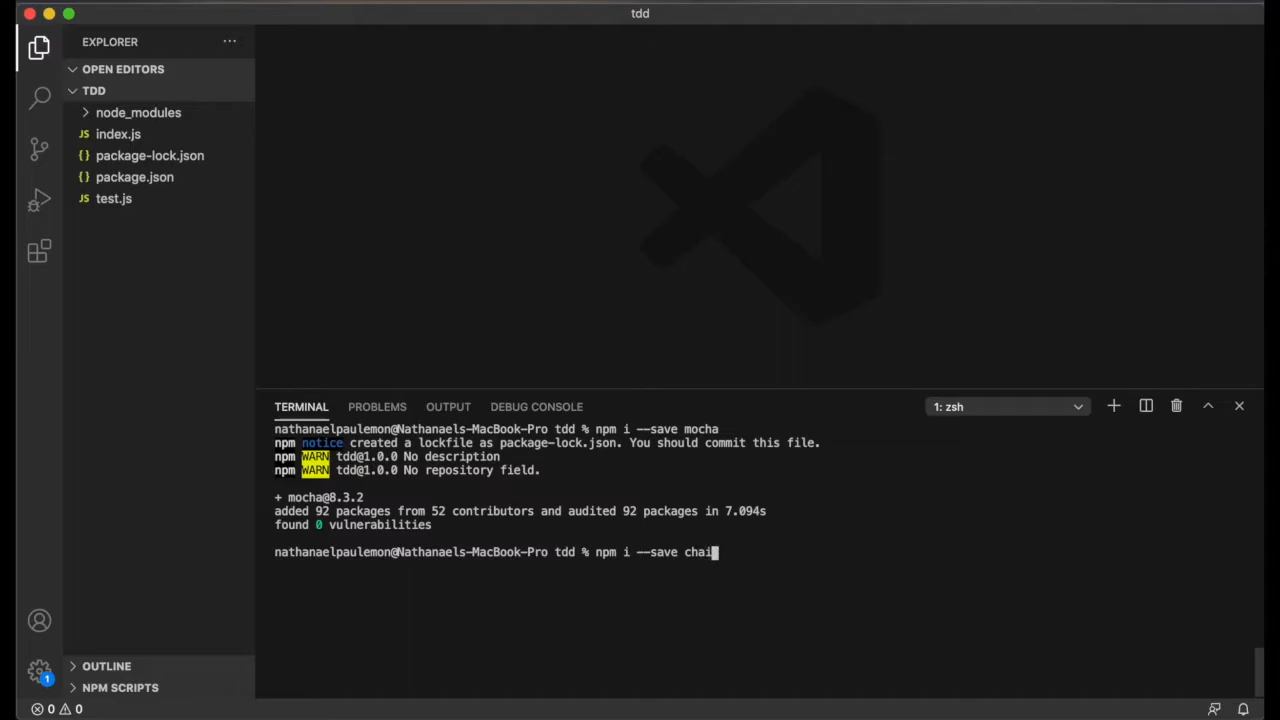 tdd
EXPLORER ···
OPEN EDITORS
TDD
node_modules
JS index.js
{} package-lock.json
{} package.json
JS test.js
TERMINAL PROBLEMS OUTPUT DEBUG CONSOLE 1: zsh
nathanaelpaulemon@Nathanaels-MacBook-Pro tdd % npm i --save mocha
npm notice created a lockfile as package-lock.json. You should commit this file.
npm WARN tdd@1.0.0 No description
npm WARN tdd@1.0.0 No repository field.
+ mocha@8.3.2
added 92 packages from 52 contributors and audited 92 packages in 7.094s
found 0 vulnerabilities
nathanaelpaulemon@Nathanaels-MacBook-Pro tdd % npm i --save chai
1
OUTLINE
NPM SCRIPTS
0 0